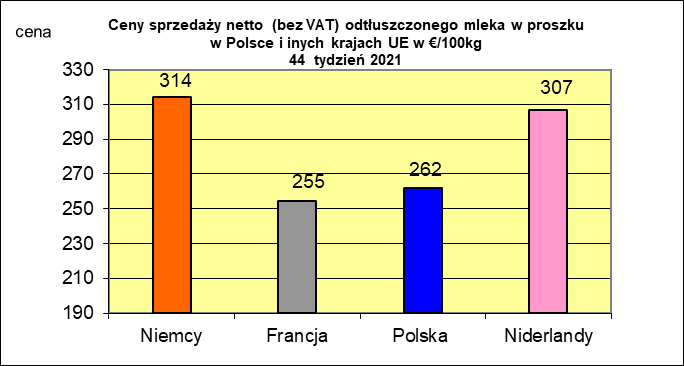 Ceny sprzedaży netto (bez VAT) odtłuszczonego mleka w proszku
w Polsce i inych krajach UE w €/100kg
44 tydzień 2021
cena
330
310
290
270
250
230
210
190
314
255
262
307
Niemcy
Francja
Polska
Niderlandy